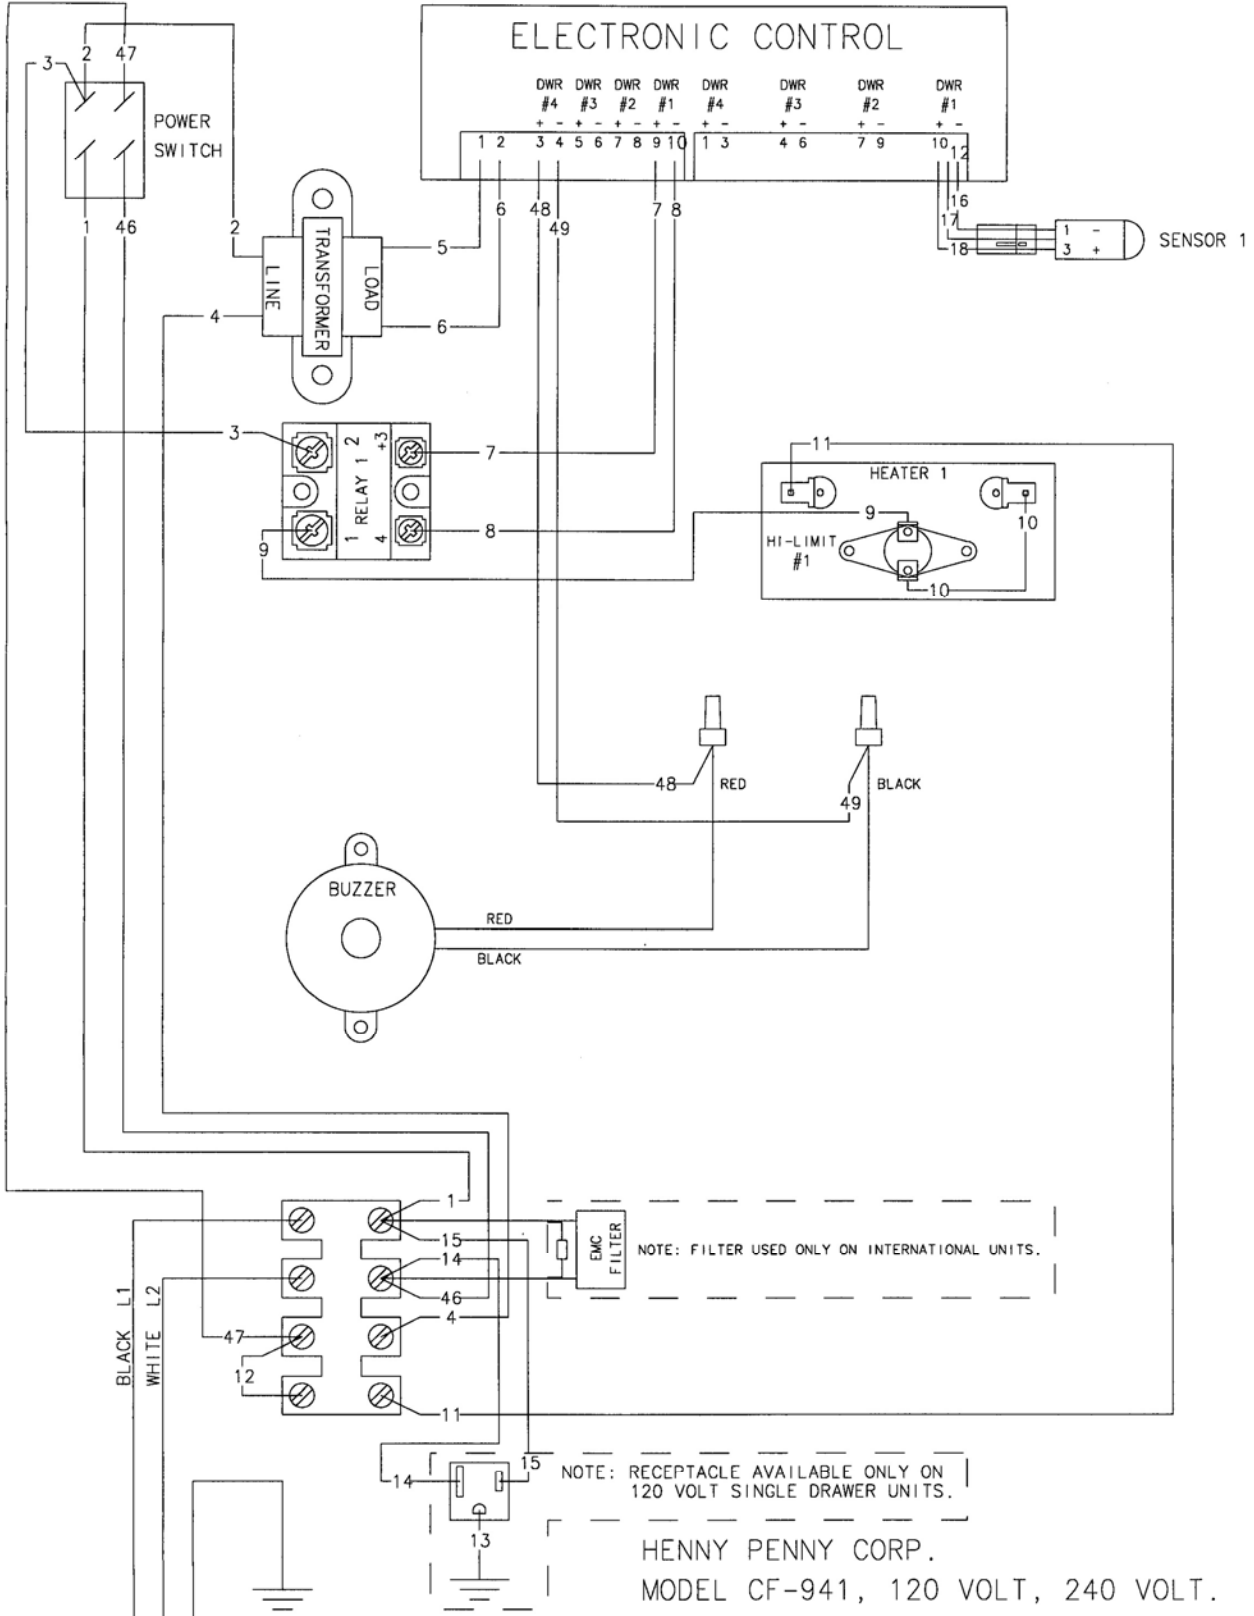 ELECTRONIC CONTROL
2 47
3
DWR DWR DWR DWR DWR DWR DWR DWR
#4 #3 #2 #1 #4 #3 #2 #1
+ - + - + - + - + - + - + - + -
1 2 3 4 5 6 7 8 9 10 1 3 4 6 7 9 10 12
POWER
SWITCH
1 46 2
6 48 49 7 8
16
17
18
1 -
3 +
SENSOR 1
5
4
6
LINE
TRANSFORMER
LOAD
3
2 +3
RELAY 1
1 4
7
8
9
11
HEATER 1
9
10
HI-LIMIT
#1
10
48 RED
49 BLACK
BUZZER
RED
BLACK
1
15
14
46
4
47
12
11
EMC
FILTER
NOTE: FILTER USED ONLY ON INTERNATIONAL UNITS.
BLACK L1
WHITE L2
14
15
13
NOTE: RECEPTACLE AVAILABLE ONLY ON
120 VOLT SINGLE DRAWER UNITS.
HENNY PENNY CORP.
MODEL CF-941, 120 VOLT, 240 VOLT.